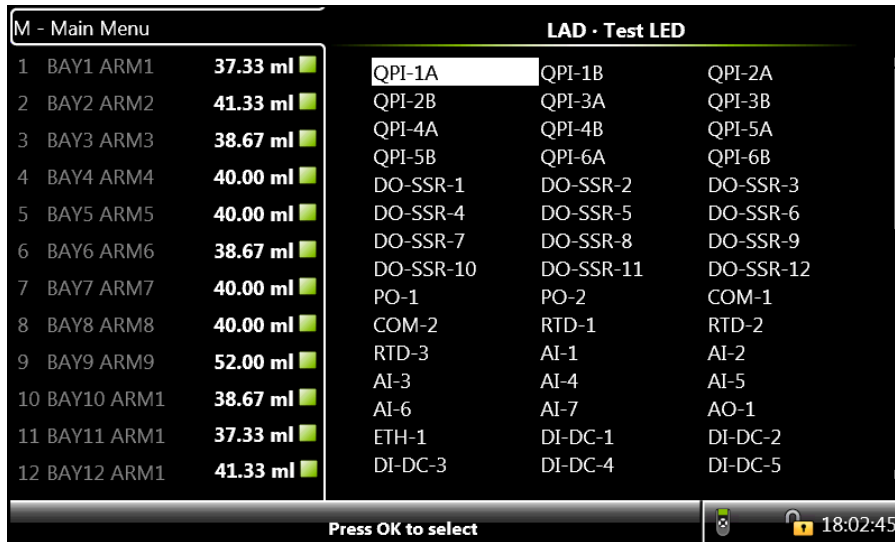 M - Main Menu
1 BAY1 ARM1 37.33 ml
2 BAY2 ARM2 41.33 ml
3 BAY3 ARM3 38.67 ml
4 BAY4 ARM4 40.00 ml
5 BAY5 ARM5 40.00 ml
6 BAY6 ARM6 38.67 ml
7 BAY7 ARM7 40.00 ml
8 BAY8 ARM8 40.00 ml
9 BAY9 ARM9 52.00 ml
10 BAY10 ARM1 38.67 ml
11 BAY11 ARM1 37.33 ml
12 BAY12 ARM1 41.33 ml
LAD · Test LED
QPI-1A QPI-1B QPI-2A
QPI-2B QPI-3A QPI-3B
QPI-4A QPI-4B QPI-5A
QPI-5B QPI-6A QPI-6B
DO-SSR-1 DO-SSR-2 DO-SSR-3
DO-SSR-4 DO-SSR-5 DO-SSR-6
DO-SSR-7 DO-SSR-8 DO-SSR-9
DO-SSR-10 DO-SSR-11 DO-SSR-12
PO-1 PO-2 COM-1
COM-2 RTD-1 RTD-2
RTD-3 AI-1 AI-2
AI-3 AI-4 AI-5
AI-6 AI-7 AO-1
ETH-1 DI-DC-1 DI-DC-2
DI-DC-3 DI-DC-4 DI-DC-5
Press OK to select
18:02:45